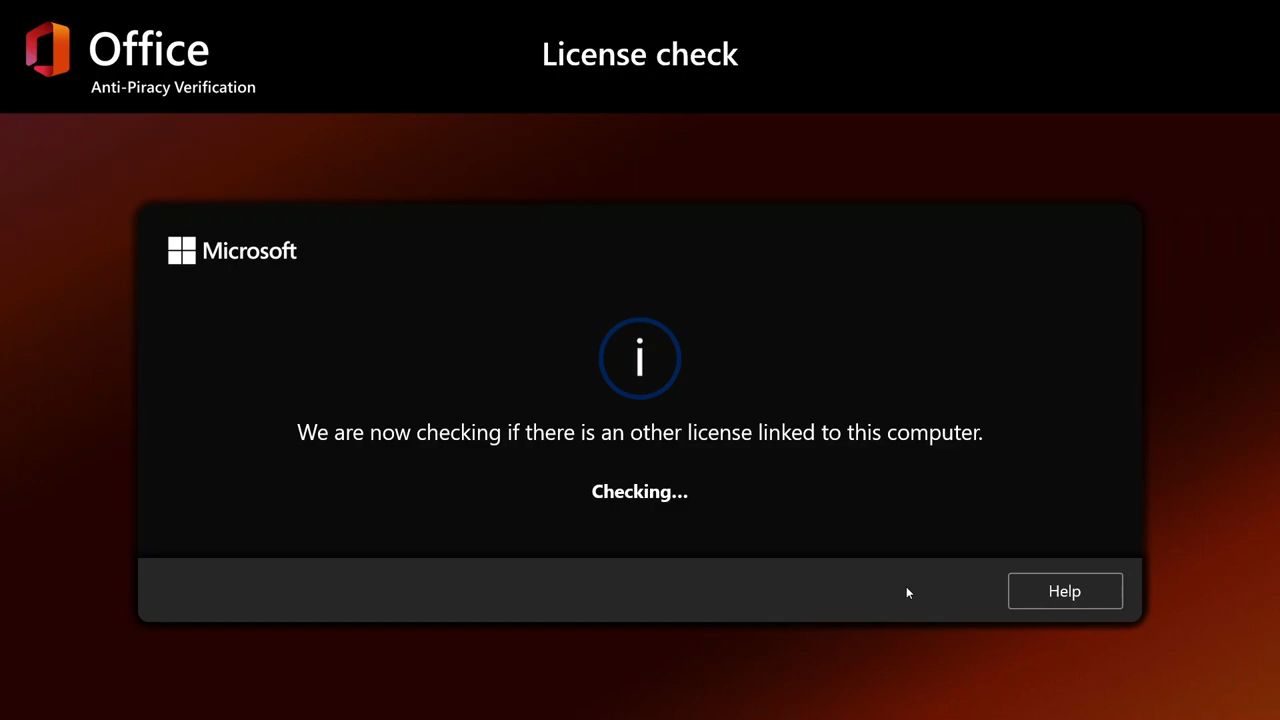 Office
Anti-Piracy Verification
License check
Microsoft
i
We are now checking if there is an other license linked to this computer.
Checking...
Help